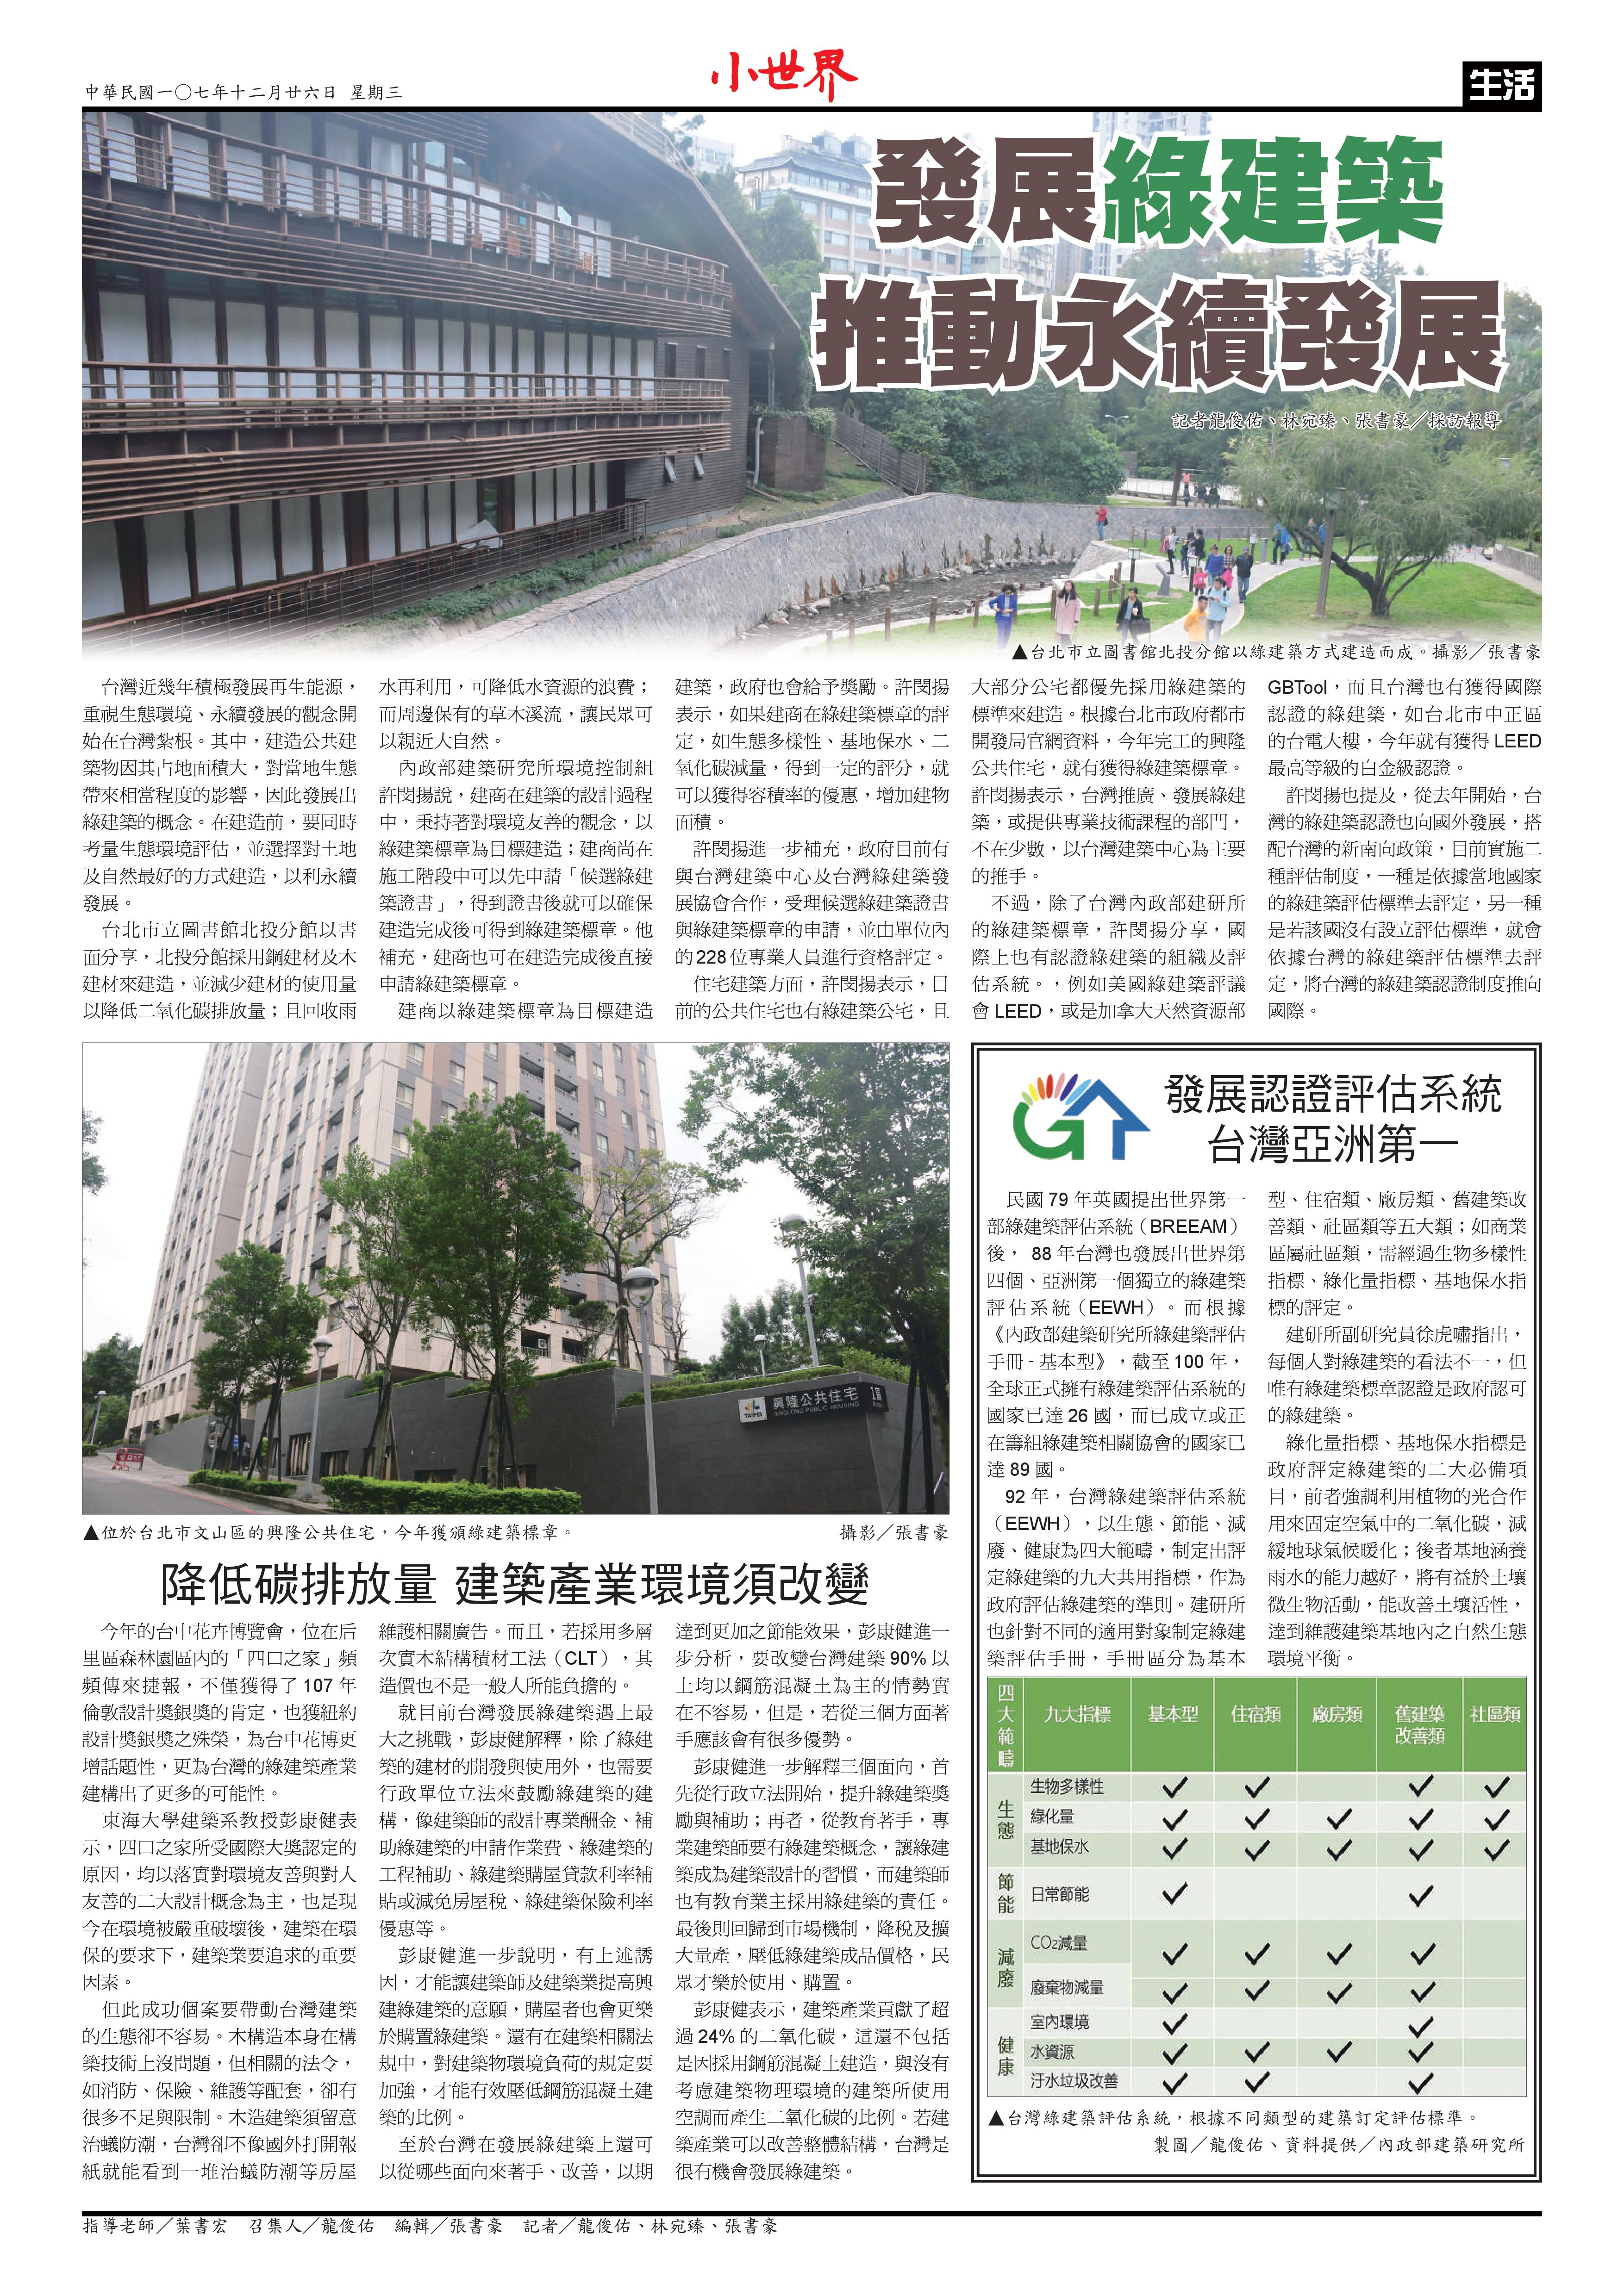 中華民國一〇七年十二月廿六日 星期三
小世界
生活
發展綠建築
推動永續發展
記者龍俊佑、林宛臻、張書豪／採訪報導
▲台北市立圖書館北投分館以綠建築方式建造而成。攝影／張書豪
台灣近幾年積極發展再生能源，
重視生態環境、永續發展的觀念開
始在台灣紮根。其中，建造公共建
築物因其占地面積大，對當地生態
帶來相當程度的影響，因此發展出
綠建築的概念。在建造前，要同時
考量生態環境評估，並選擇對土地
及自然最好的方式建造，以利永續
發展。
台北市立圖書館北投分館以書
面分享，北投分館採用鋼建材及木
建材來建造，並減少建材的使用量
以降低二氧化碳排放量；且回收雨
水再利用，可降低水資源的浪費；
而周邊保有的草木溪流，讓民眾可
以親近大自然。
內政部建築研究所環境控制組
許閔揚說，建商在建築的設計過程
中，秉持著對環境友善的觀念，以
綠建築標章為目標建造；建商尚在
施工階段中可以先申請「候選綠建
築證書」，得到證書後就可以確保
建造完成後可得到綠建築標章。他
補充，建商也可在建造完成後直接
申請綠建築標章。
建商以綠建築標章為目標建造
建築，政府也會給予獎勵。許閔揚
表示，如果建商在綠建築標章的評
定，如生態多樣性、基地保水、二
氧化碳減量，得到一定的評分，就
可以獲得容積率的優惠，增加建物
面積。
許閔揚進一步補充，政府目前有
與台灣建築中心及台灣綠建築發
展協會合作，受理候選綠建築證書
與綠建築標章的申請，並由單位內
的 228 位專業人員進行資格評定。
住宅建築方面，許閔揚表示，目
前的公共住宅也有綠建築公宅，且
大部分公宅都優先採用綠建築的
標準來建造。根據台北市政府都市
開發局官網資料，今年完工的興隆
公共住宅，就有獲得綠建築標章。
許閔揚表示，台灣推廣、發展綠建
築，或提供專業技術課程的部門，
不在少數，以台灣建築中心為主要
的推手。
不過，除了台灣內政部建研所
的綠建築標章，許閔揚分享，國
際上也有認證綠建築的組織及評
估系統。，例如美國綠建築評議
會 LEED，或是加拿大天然資源部
GBTool，而且台灣也有獲得國際
認證的綠建築，如台北市中正區
的台電大樓，今年就有獲得 LEED
最高等級的白金級認證。
許閔揚也提及，從去年開始，台
灣的綠建築認證也向國外發展，搭
配台灣的新南向政策，目前實施二
種評估制度，一種是依據當地國家
的綠建築評估標準去評定，另一種
是若該國沒有設立評估標準，就會
依據台灣的綠建築評估標準去評
定，將台灣的綠建築認證制度推向
國際。
TAIPEI
興隆公共住宅
XINGLONG PUBLIC HOUSING
▲位於台北市文山區的興隆公共住宅，今年獲頒綠建築標章。 攝影／張書豪
降低碳排放量 建築產業環境須改變
今年的台中花卉博覽會，位在后
里區森林園區內的「四口之家」頻
頻傳來捷報，不僅獲得了 107 年
倫敦設計獎銀獎的肯定，也獲紐約
設計獎銀獎之殊榮，為台中花博更
增話題性，更為台灣的綠建築產業
建構出了更多的可能性。
東海大學建築系教授彭康健表
示，四口之家所受國際大獎認定的
原因，均以落實對環境友善與對人
友善的二大設計概念為主，也是現
今在環境被嚴重破壞後，建築在環
保的要求下，建築業要追求的重要
因素。
但此成功個案要帶動台灣建築
的生態卻不容易。木構造本身在構
築技術上沒問題，但相關的法令，
如消防、保險、維護等配套，卻有
很多不足與限制。木造建築須留意
治蟻防潮，台灣卻不像國外打開報
紙就能看到一堆治蟻防潮等房屋
維護相關廣告。而且，若採用多層
次實木結構積材工法（CLT），其
造價也不是一般人所能負擔的。
就目前台灣發展綠建築遇上最
大之挑戰，彭康健解釋，除了綠建
築的建材的開發與使用外，也需要
行政單位立法來鼓勵綠建築的建
構，像建築師的設計專業酬金、補
助綠建築的申請作業費、綠建築的
工程補助、綠建築購屋貸款利率補
貼或減免房屋稅、綠建築保險利率
優惠等。
彭康健進一步說明，有上述誘
因，才能讓建築師及建築業提高興
建綠建築的意願，購屋者也會更樂
於購置綠建築。還有在建築相關法
規中，對建築物環境負荷的規定要
加強，才能有效壓低鋼筋混凝土建
築的比例。
至於台灣在發展綠建築上還可
以從哪些面向來著手、改善，以期
達到更加之節能效果，彭康健進一
步分析，要改變台灣建築 90% 以
上均以鋼筋混凝土為主的情勢實
在不容易，但是，若從三個方面著
手應該會有很多優勢。
彭康健進一步解釋三個面向，首
先從行政立法開始，提升綠建築獎
勵與補助；再者，從教育著手，專
業建築師要有綠建築概念，讓綠建
築成為建築設計的習慣，而建築師
也有教育業主採用綠建築的責任。
最後則回歸到市場機制，降稅及擴
大量產，壓低綠建築成品價格，民
眾才樂於使用、購置。
彭康健表示，建築產業貢獻了超
過 24% 的二氧化碳，這還不包括
是因採用鋼筋混凝土建造，與沒有
考慮建築物理環境的建築所使用
空調而產生二氧化碳的比例。若建
築產業可以改善整體結構，台灣是
很有機會發展綠建築。
發展認證評估系統
台灣亞洲第一
民國 79 年英國提出世界第一
部綠建築評估系統（BREEAM）
後， 88 年台灣也發展出世界第
四個、亞洲第一個獨立的綠建築
評估系統（EEWH）。而根據
《內政部建築研究所綠建築評估
手冊 - 基本型》，截至 100 年，
全球正式擁有綠建築評估系統的
國家已達 26 國，而已成立或正
在籌組綠建築相關協會的國家已
達 89 國。
92 年，台灣綠建築評估系統
（EEWH），以生態、節能、減
廢、健康為四大範疇，制定出評
定綠建築的九大共用指標，作為
政府評估綠建築的準則。建研所
也針對不同的適用對象制定綠建
築評估手冊，手冊區分為基本
型、住宿類、廠房類、舊建築改
善類、社區類等五大類；如商業
區屬社區類，需經過生物多樣性
指標、綠化量指標、基地保水指
標的評定。
建研所副研究員徐虎嘯指出，
每個人對綠建築的看法不一，但
唯有綠建築標章認證是政府認可
的綠建築。
綠化量指標、基地保水指標是
政府評定綠建築的二大必備項
目，前者強調利用植物的光合作
用來固定空氣中的二氧化碳，減
緩地球氣候暖化；後者基地涵養
雨水的能力越好，將有益於土壤
微生物活動，能改善土壤活性，
達到維護建築基地內之自然生態
環境平衡。
四大範疇 九大指標 基本型 住宿類 廠房類 舊建築改善類 社區類
生態 生物多樣性 ✓ ✓ ✓ ✓
綠化量 ✓ ✓ ✓ ✓ ✓
基地保水 ✓ ✓ ✓ ✓ ✓
節能 日常節能 ✓ ✓
減廢 CO2減量 ✓ ✓ ✓ ✓
廢棄物減量 ✓ ✓ ✓ ✓
健康 室內環境 ✓ ✓
水資源 ✓ ✓ ✓ ✓
汙水垃圾改善 ✓ ✓ ✓
▲台灣綠建築評估系統，根據不同類型的建築訂定評估標準。
製圖／龍俊佑、資料提供／內政部建築研究所
指導老師／葉書宏 召集人／龍俊佑 編輯／張書豪 記者／龍俊佑、林宛臻、張書豪